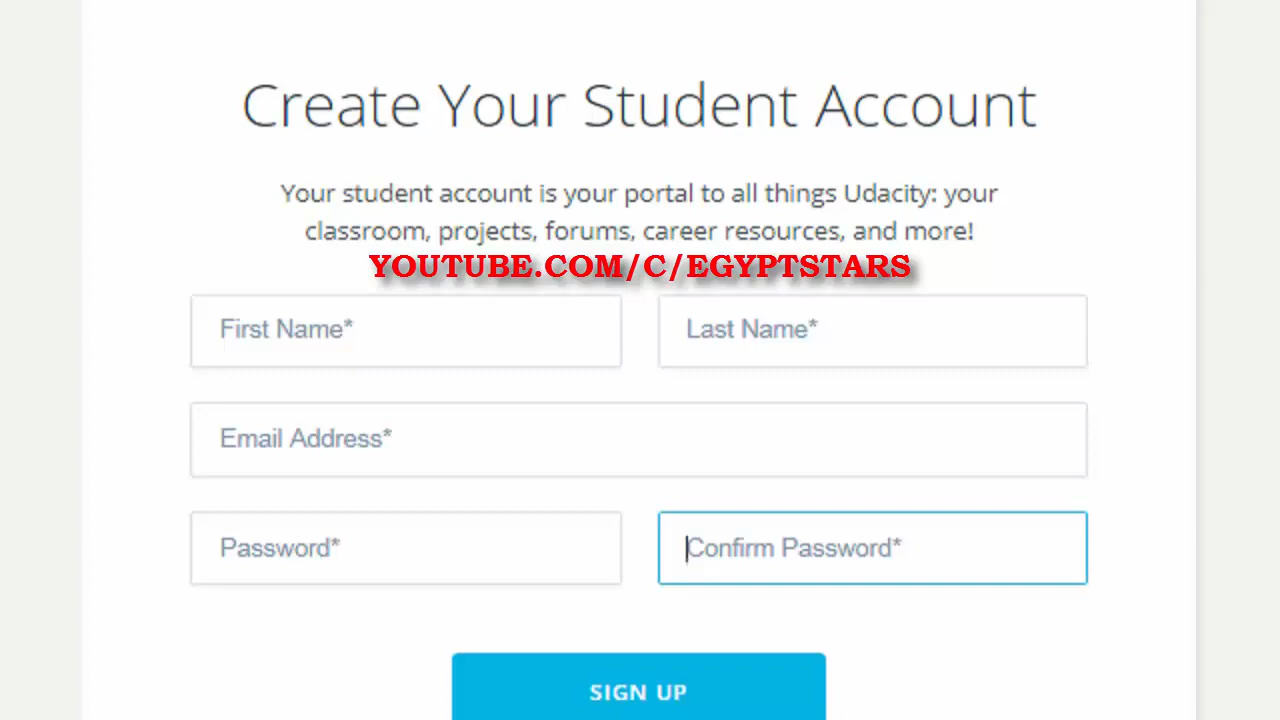 Create Your Student Account
Your student account is your portal to all things Udacity: your
classroom, projects, forums, career resources, and more!
YOUTUBE.COM/C/EGYPTSTARS
First Name* Last Name*
Email Address*
Password* Confirm Password*
SIGN UP